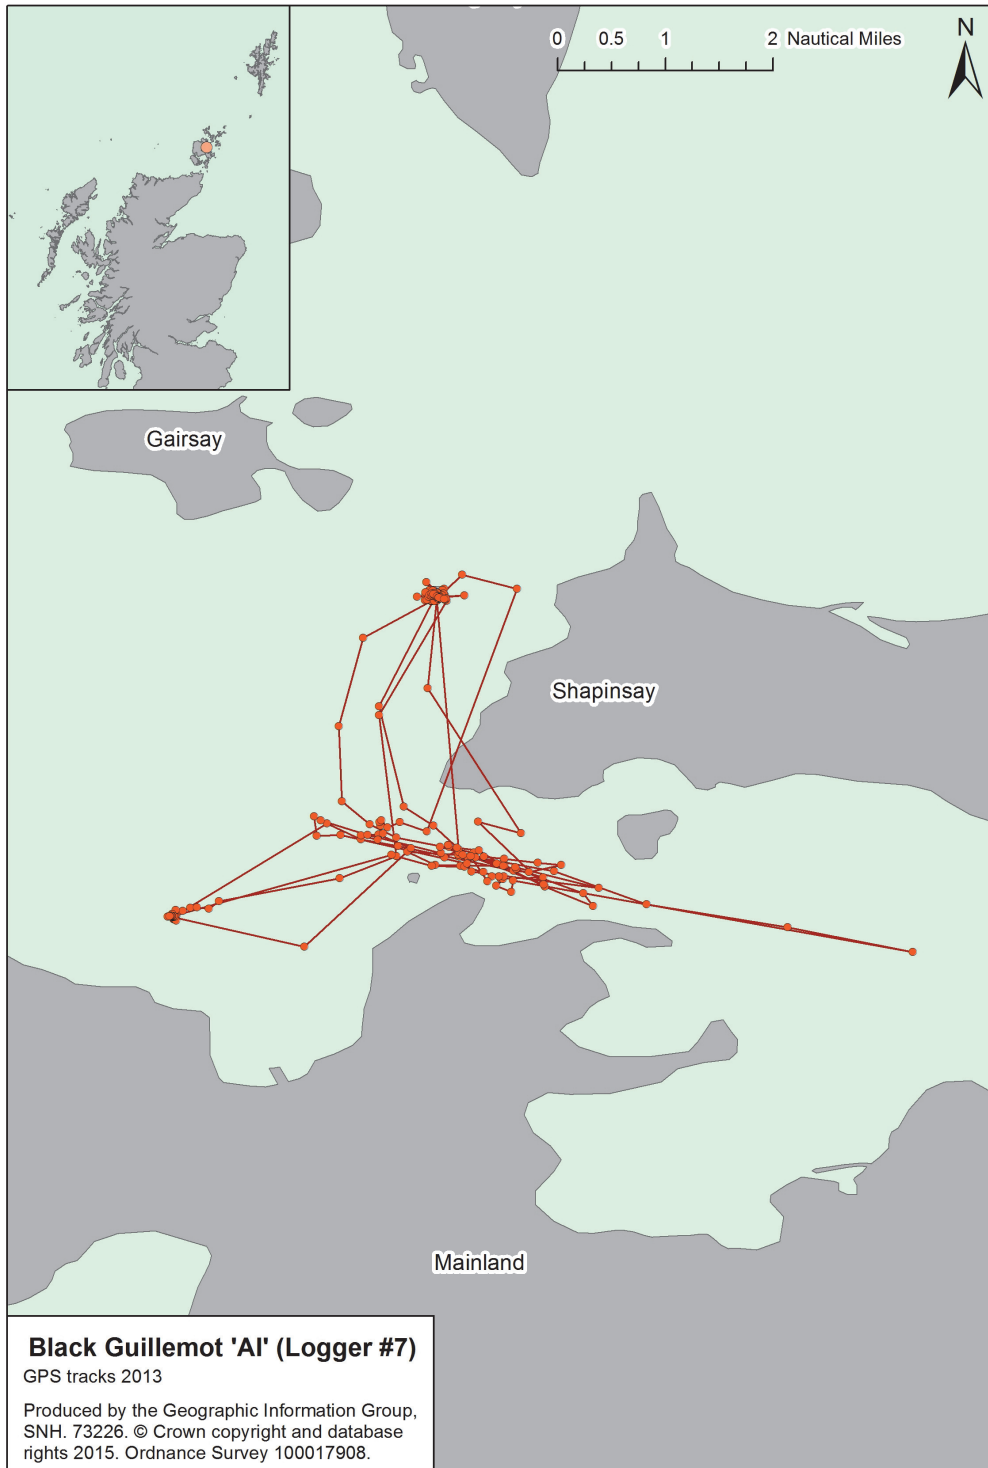 N
0 0.5 1 2 Nautical Miles
Gairsay
Shapinsay
Mainland
Black Guillemot 'AI' (Logger #7)
GPS tracks 2013
Produced by the Geographic Information Group,
SNH. 73226. © Crown copyright and database
rights 2015. Ordnance Survey 100017908.